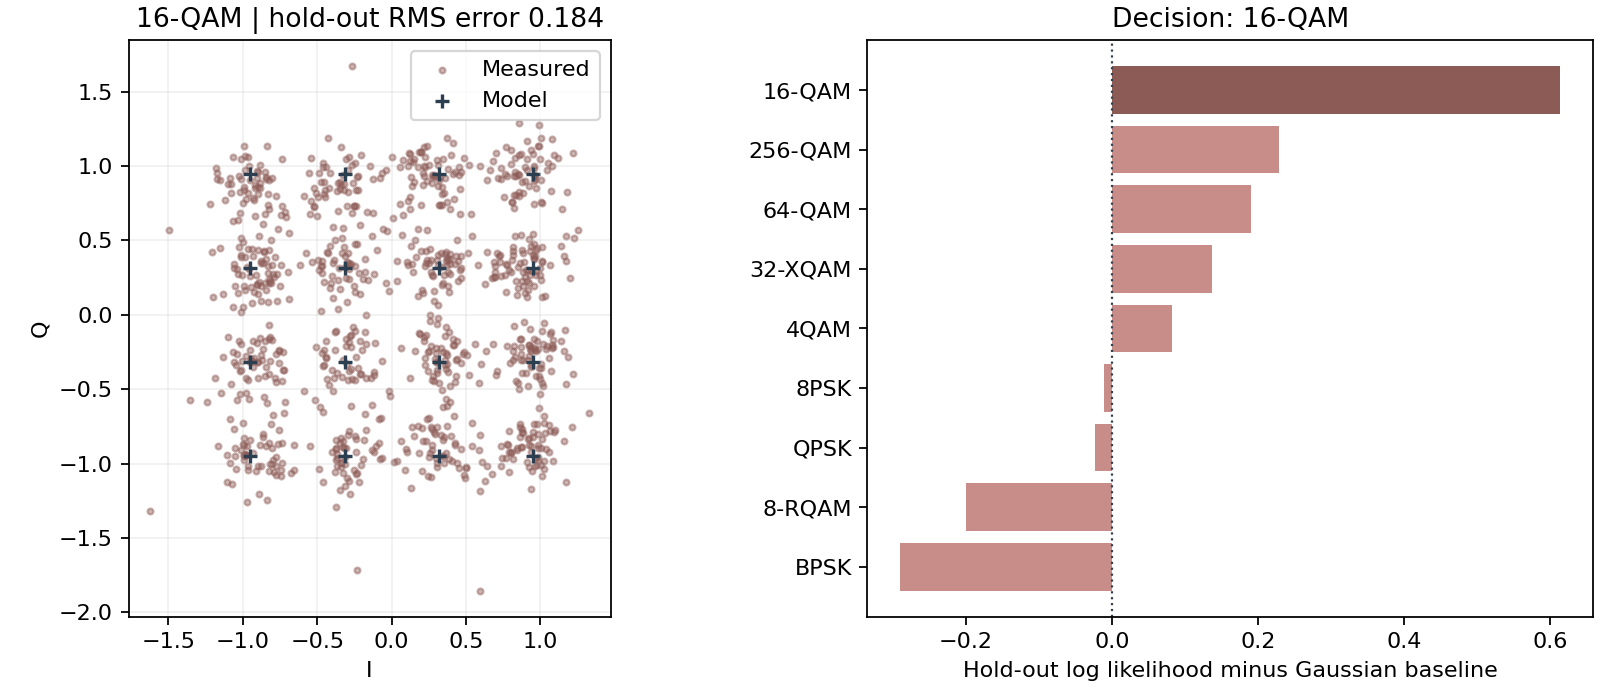 16-QAM | hold-out RMS error 0.184
Measured
Model
1.5
1.0
0.5
0.0
−0.5
−1.0
−1.5
−2.0
Q
−1.5
−1.0
−0.5
0.0
0.5
1.0
I
Decision: 16-QAM
16-QAM
256-QAM
64-QAM
32-XQAM
4QAM
8PSK
QPSK
8-RQAM
BPSK
−0.2
0.0
0.2
0.4
0.6
Hold-out log likelihood minus Gaussian baseline